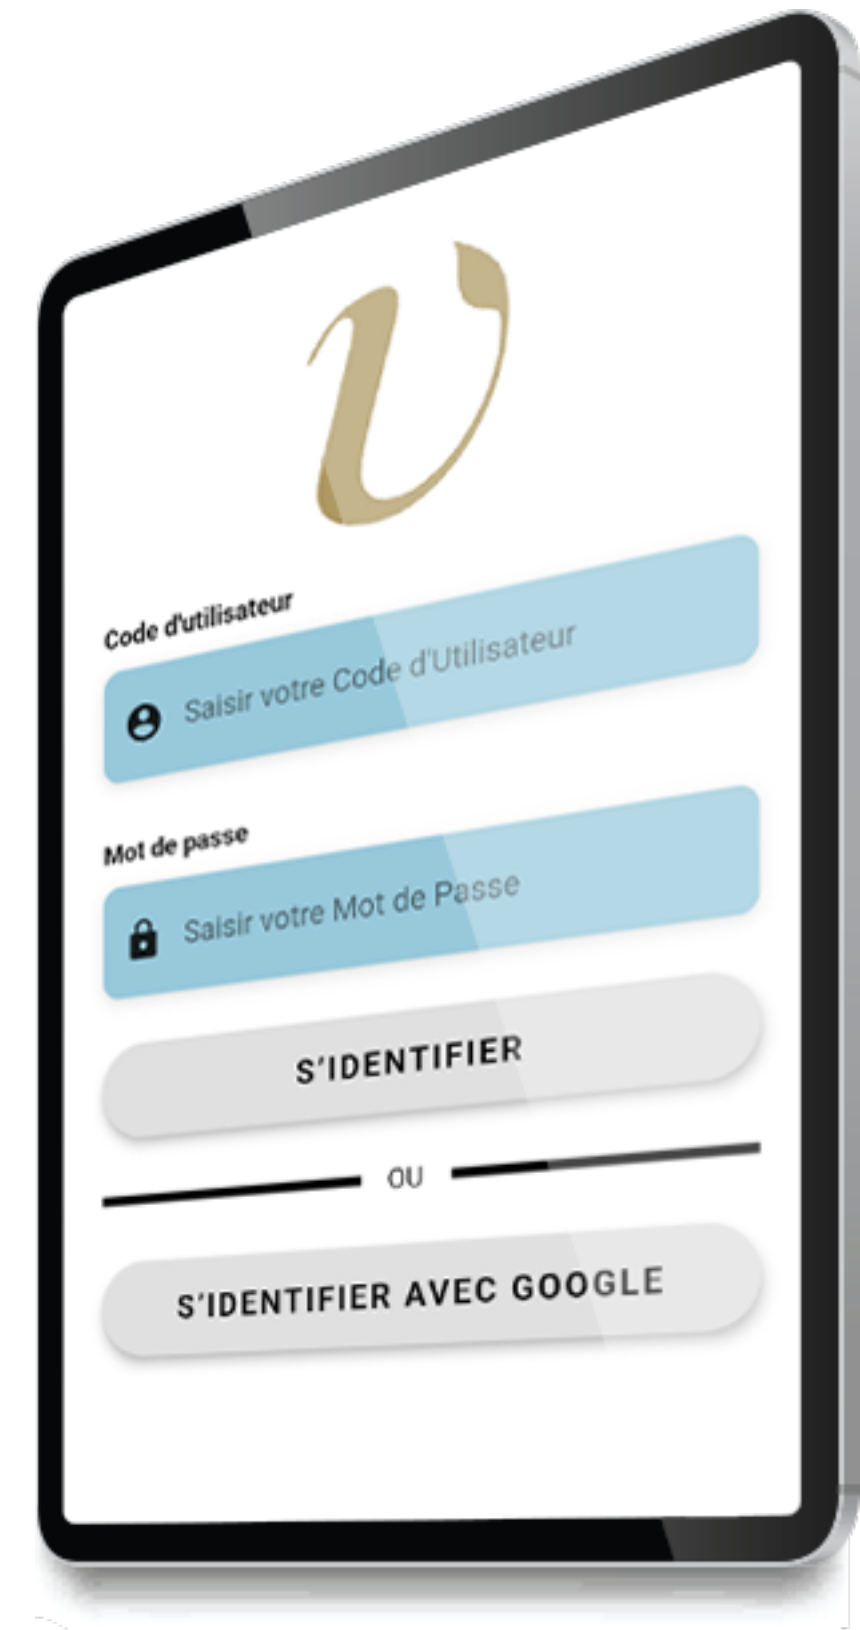 υ
Code d'utilisateur
Saisir votre Code d'Utilisateur
Mot de passe
Saisir votre Mot de Passe
S'IDENTIFIER
OU
S'IDENTIFIER AVEC GOOGLE